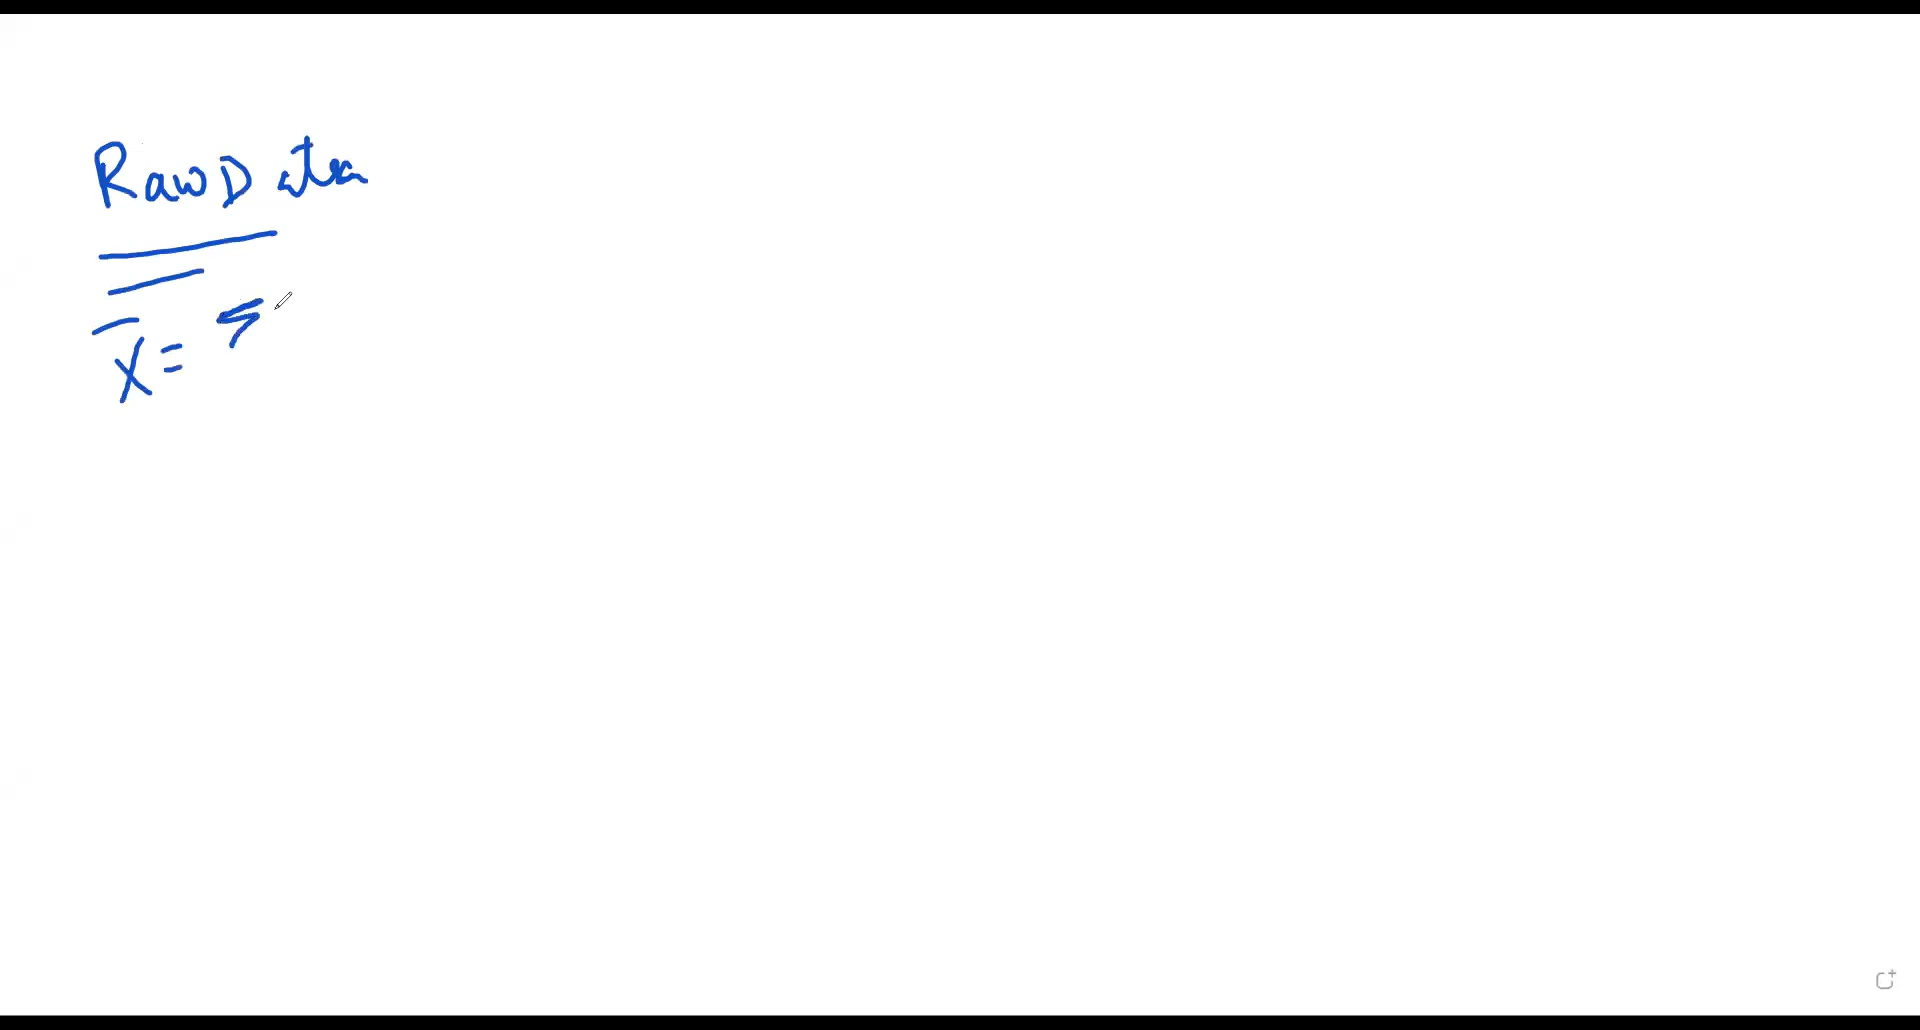 Raw Data
X̄ =